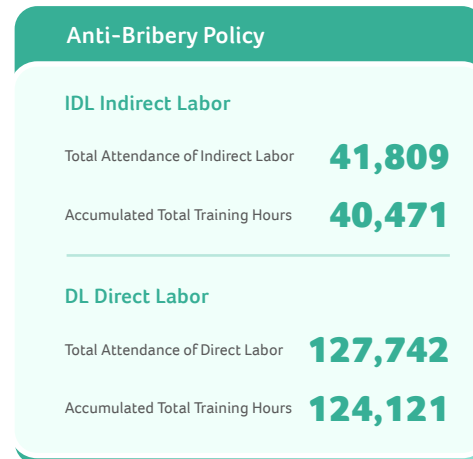 Anti-Bribery Policy
IDL Indirect Labor
Total Attendance of Indirect Labor 41,809
Accumulated Total Training Hours 40,471
DL Direct Labor
Total Attendance of Direct Labor 127,742
Accumulated Total Training Hours 124,121